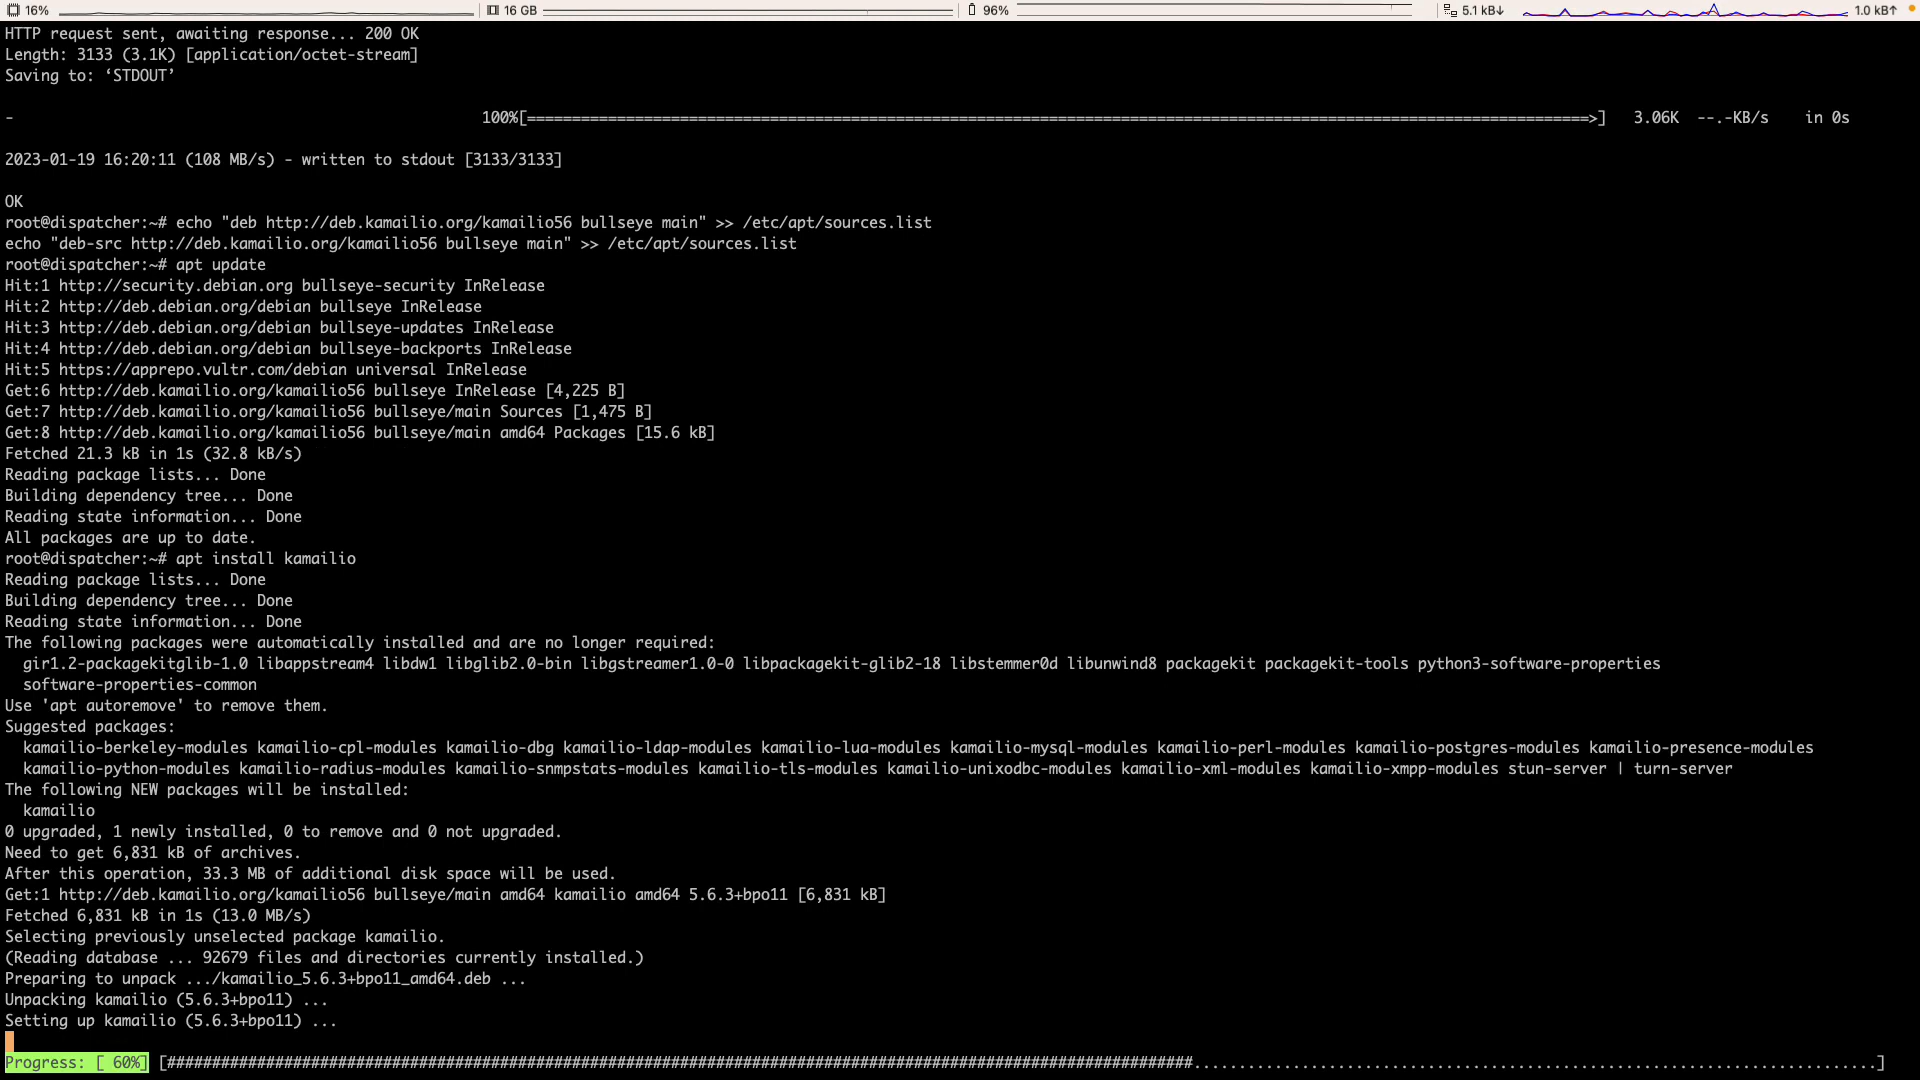 16% 16 GB 96% 5.1 kB↓ 1.0 kB↑
HTTP request sent, awaiting response... 200 OK
Length: 3133 (3.1K) [application/octet-stream]
Saving to: ‘STDOUT’
- 100%[======================================================================================================================>] 3.06K --.-KB/s in 0s
2023-01-19 16:20:11 (108 MB/s) - written to stdout [3133/3133]
OK
root@dispatcher:~# echo "deb http://deb.kamailio.org/kamailio56 bullseye main" >> /etc/apt/sources.list
echo "deb-src http://deb.kamailio.org/kamailio56 bullseye main" >> /etc/apt/sources.list
root@dispatcher:~# apt update
Hit:1 http://security.debian.org bullseye-security InRelease
Hit:2 http://deb.debian.org/debian bullseye InRelease
Hit:3 http://deb.debian.org/debian bullseye-updates InRelease
Hit:4 http://deb.debian.org/debian bullseye-backports InRelease
Hit:5 https://apprepo.vultr.com/debian universal InRelease
Get:6 http://deb.kamailio.org/kamailio56 bullseye InRelease [4,225 B]
Get:7 http://deb.kamailio.org/kamailio56 bullseye/main Sources [1,475 B]
Get:8 http://deb.kamailio.org/kamailio56 bullseye/main amd64 Packages [15.6 kB]
Fetched 21.3 kB in 1s (32.8 kB/s)
Reading package lists... Done
Building dependency tree... Done
Reading state information... Done
All packages are up to date.
root@dispatcher:~# apt install kamailio
Reading package lists... Done
Building dependency tree... Done
Reading state information... Done
The following packages were automatically installed and are no longer required:
gir1.2-packagekitglib-1.0 libappstream4 libdw1 libglib2.0-bin libgstreamer1.0-0 libpackagekit-glib2-18 libstemmer0d libunwind8 packagekit packagekit-tools python3-software-properties
software-properties-common
Use 'apt autoremove' to remove them.
Suggested packages:
kamailio-berkeley-modules kamailio-cpl-modules kamailio-dbg kamailio-ldap-modules kamailio-lua-modules kamailio-mysql-modules kamailio-perl-modules kamailio-postgres-modules kamailio-presence-modules
kamailio-python-modules kamailio-radius-modules kamailio-snmpstats-modules kamailio-tls-modules kamailio-unixodbc-modules kamailio-xml-modules kamailio-xmpp-modules stun-server | turn-server
The following NEW packages will be installed:
kamailio
0 upgraded, 1 newly installed, 0 to remove and 0 not upgraded.
Need to get 6,831 kB of archives.
After this operation, 33.3 MB of additional disk space will be used.
Get:1 http://deb.kamailio.org/kamailio56 bullseye/main amd64 kamailio amd64 5.6.3+bpo11 [6,831 kB]
Fetched 6,831 kB in 1s (13.0 MB/s)
Selecting previously unselected package kamailio.
(Reading database ... 92679 files and directories currently installed.)
Preparing to unpack .../kamailio_5.6.3+bpo11_amd64.deb ...
Unpacking kamailio (5.6.3+bpo11) ...
Setting up kamailio (5.6.3+bpo11) ...
Progress: [ 60%] [##################################################################################################################............................................................................]